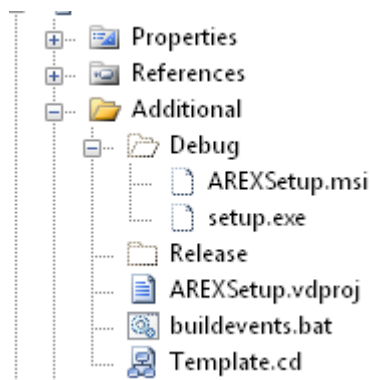 Properties
References
Additional
Debug
AREXSetup.msi
setup.exe
Release
AREXSetup.vdproj
buildevents.bat
Template.cd